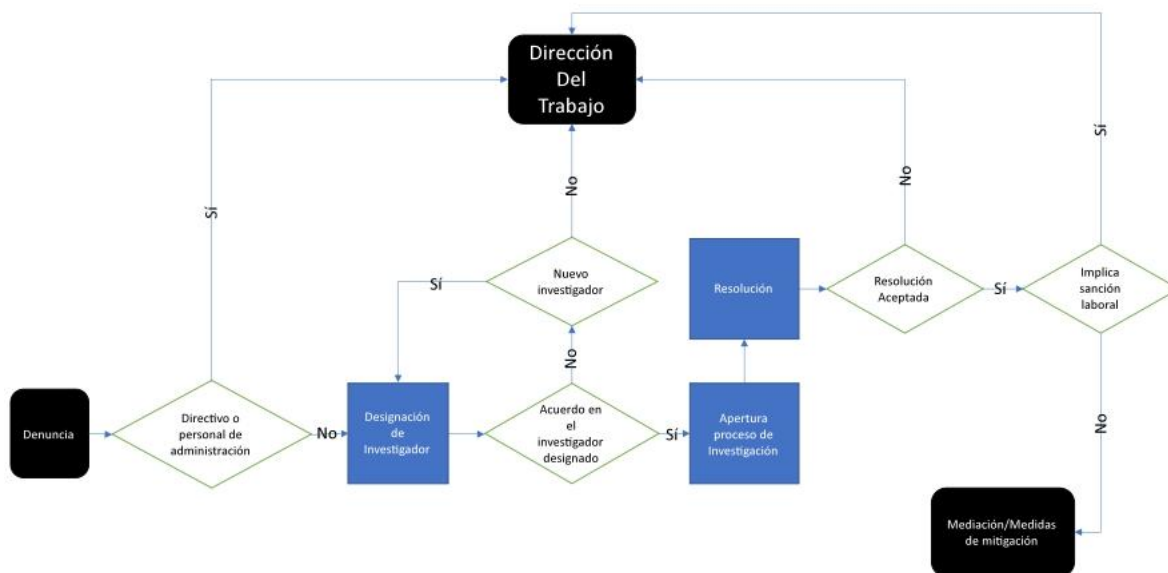 Dirección
Del
Trabajo
Sí
Sí
No
No
Nuevo
investigador
Sí
Resolución
Resolución
Aceptada
Sí
Implica
sanción
laboral
No
Denuncia
Directivo o
personal de
administración
No
Designación
de
Investigador
Acuerdo en
el
investigador
designado
Sí
Apertura
proceso de
Investigación
No
Mediación/Medidas
de mitigación